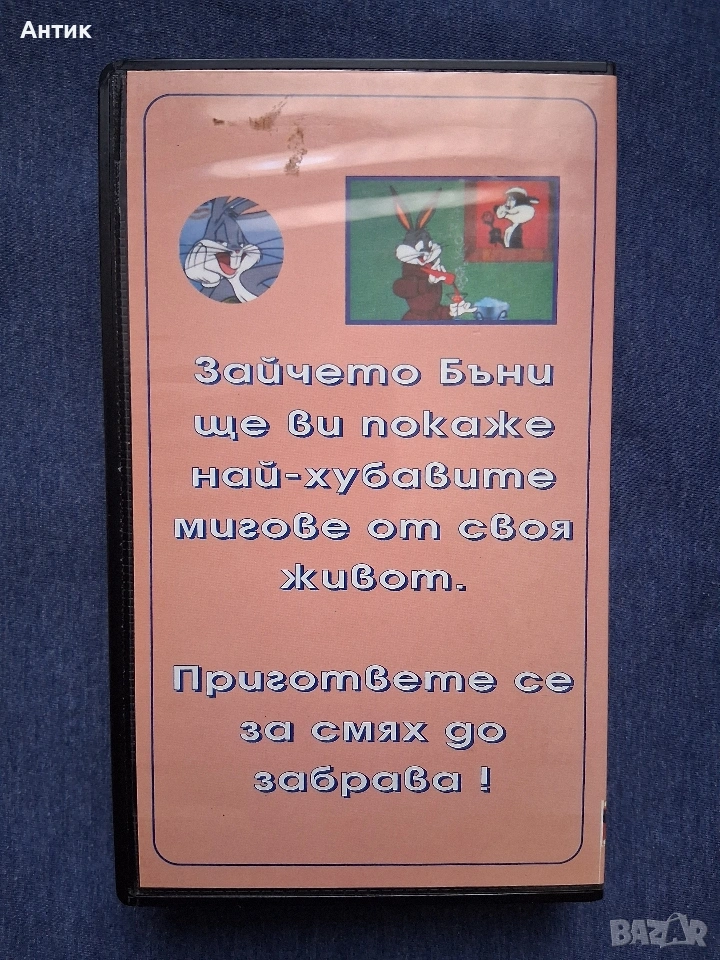 Антик
Зайчето Бъни
ще ви покаже
най-хубавите
мигове от своя
живот.
Пригответе се
за смях до
забрава !
BAZAR